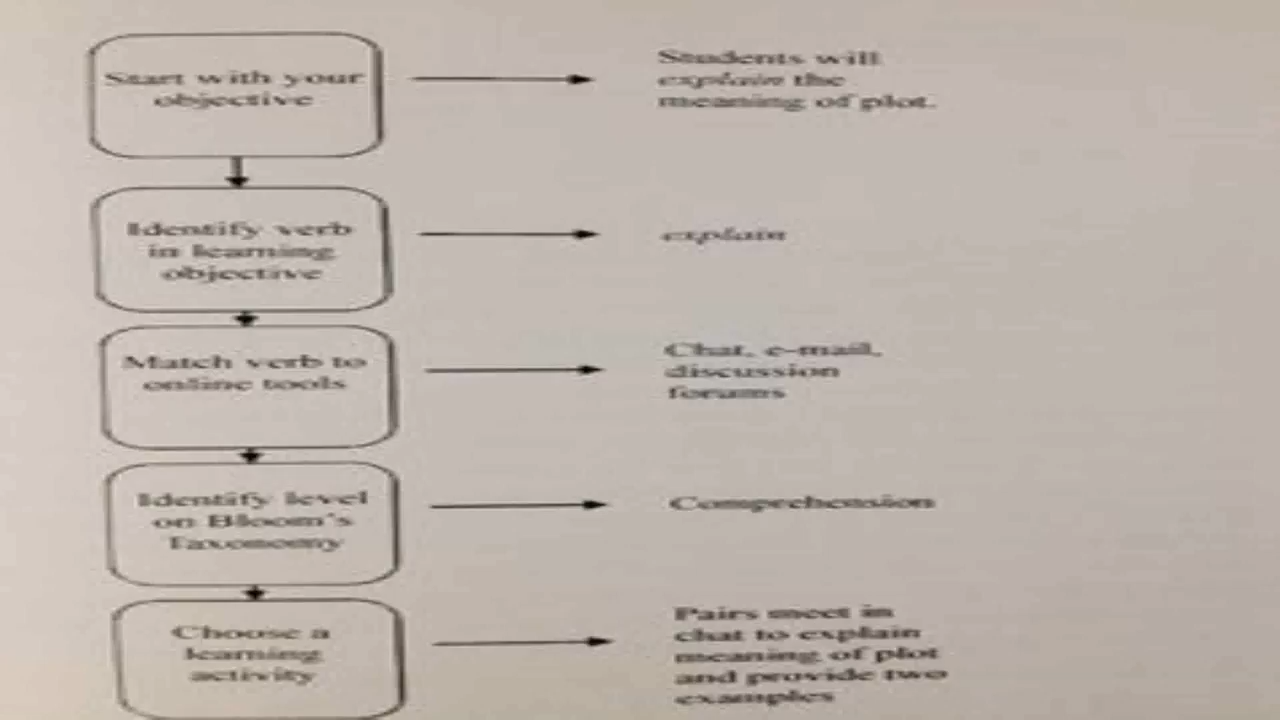 Start with your
objective
Students will
explain the
meaning of plot.
Identify verb
in learning
objective
explain
Match verb to
online tools
Chat, e-mail,
discussion
forums
Identify level
on Bloom's
Taxonomy
Comprehension
Choose a
learning
activity
Pairs meet in
chat to explain
meaning of plot
and provide two
examples